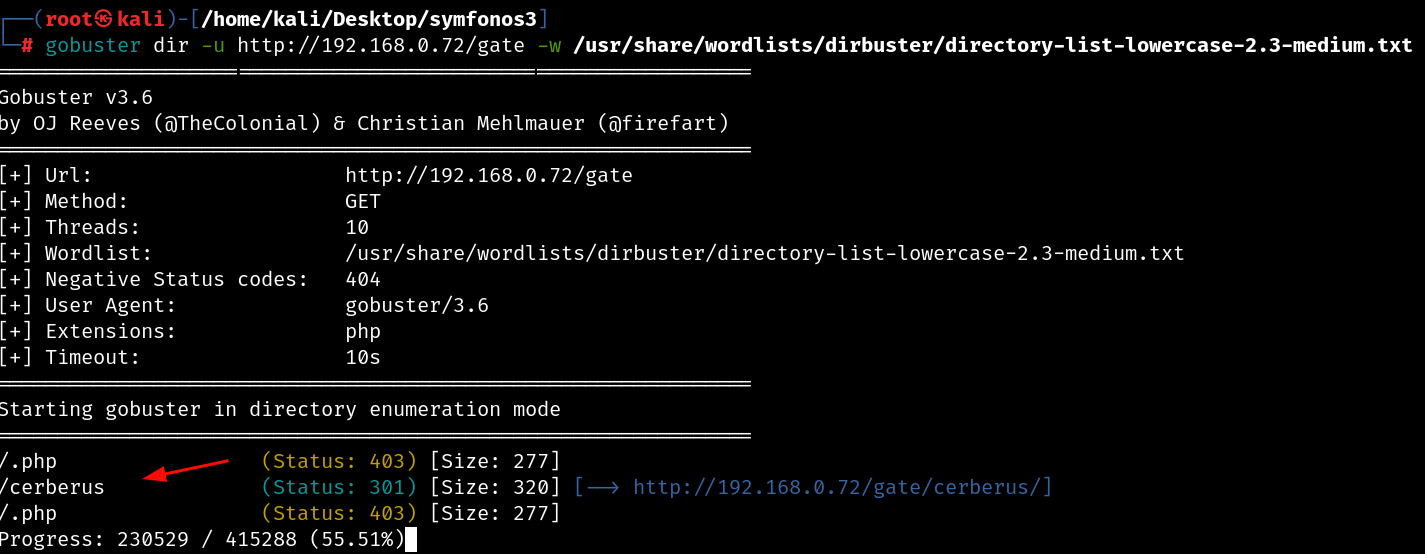 ┌──(root㉿kali)-[/home/kali/Desktop/symfonos3]
└─# gobuster dir -u http://192.168.0.72/gate -w /usr/share/wordlists/dirbuster/directory-list-lowercase-2.3-medium.txt
===============================================================
Gobuster v3.6
by OJ Reeves (@TheColonial) & Christian Mehlmauer (@firefart)
===============================================================
[+] Url:                     http://192.168.0.72/gate
[+] Method:                  GET
[+] Threads:                 10
[+] Wordlist:                /usr/share/wordlists/dirbuster/directory-list-lowercase-2.3-medium.txt
[+] Negative Status codes:   404
[+] User Agent:              gobuster/3.6
[+] Extensions:              php
[+] Timeout:                 10s
===============================================================
Starting gobuster in directory enumeration mode
===============================================================
/.php                 (Status: 403) [Size: 277]
/cerberus             (Status: 301) [Size: 320] [--> http://192.168.0.72/gate/cerberus/]
/.php                 (Status: 403) [Size: 277]
Progress: 230529 / 415288 (55.51%)